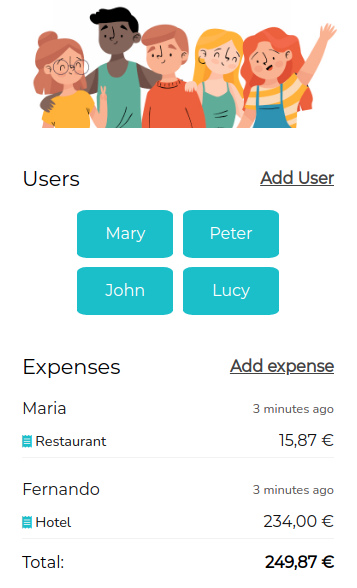 Users Add User
Mary Peter
John Lucy
Expenses Add expense
Maria 3 minutes ago
Restaurant 15,87 €
Fernando 3 minutes ago
Hotel 234,00 €
Total: 249,87 €